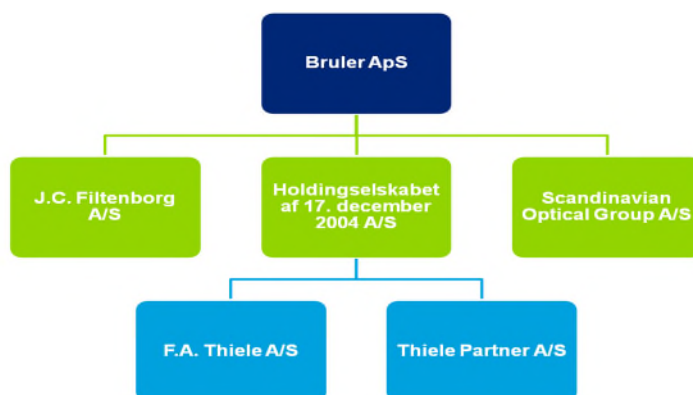 Bruler ApS
J.C. Filtenborg
A/S
Holdingselskabet
af 17. december
2004 A/S
Scandinavian
Optical Group A/S
F.A. Thiele A/S
Thiele Partner A/S